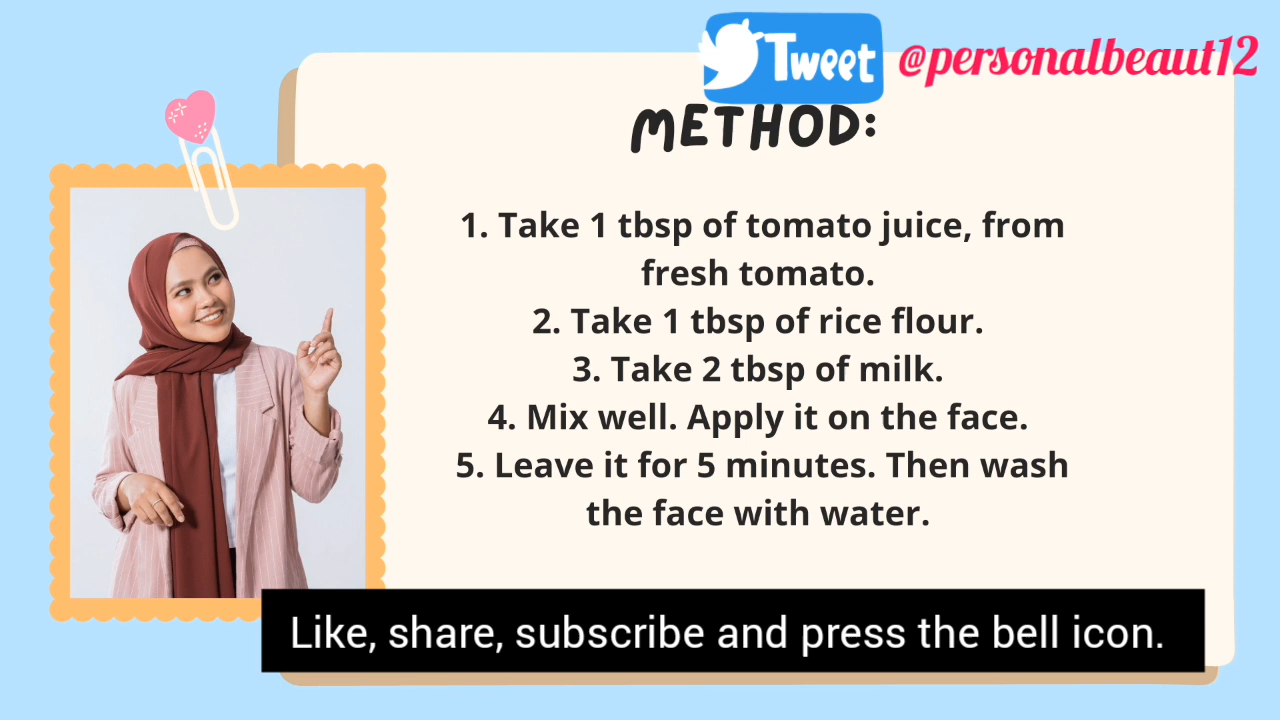 Tweet @personalbeaut12
METHOD:
1. Take 1 tbsp of tomato juice, from
fresh tomato.
2. Take 1 tbsp of rice flour.
3. Take 2 tbsp of milk.
4. Mix well. Apply it on the face.
5. Leave it for 5 minutes. Then wash
the face with water.
Like, share, subscribe and press the bell icon.